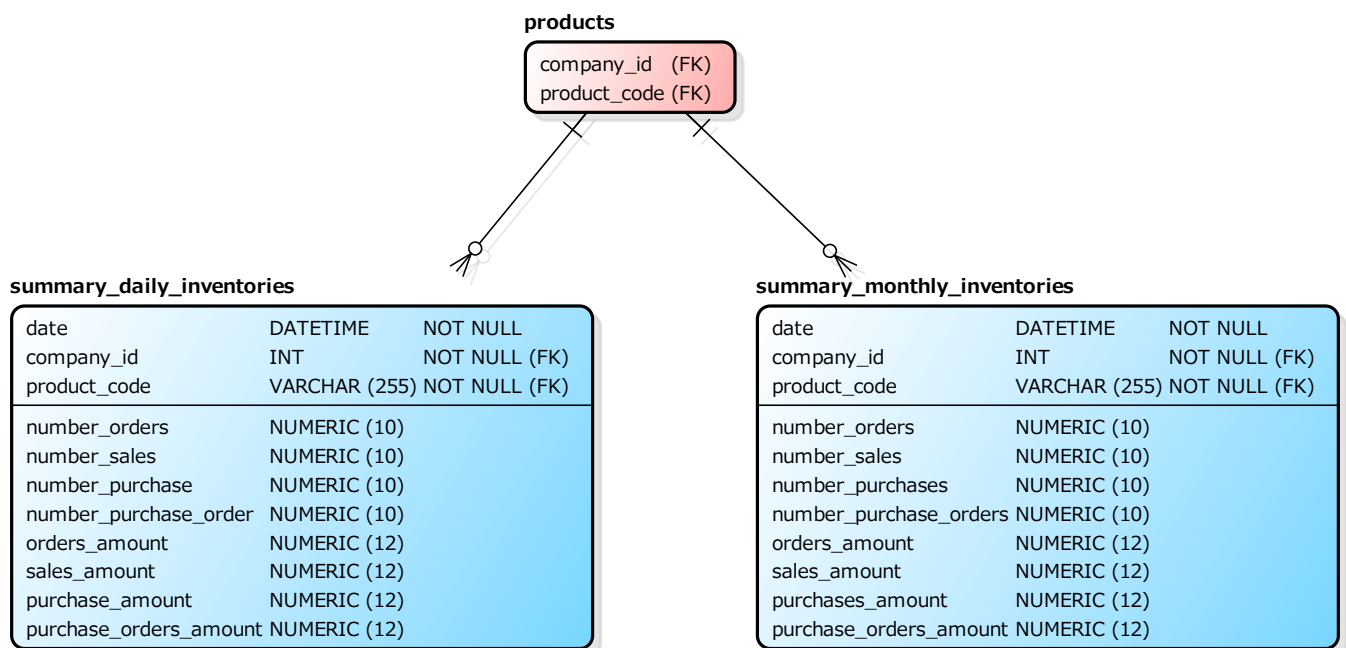 products
company_id (FK)
product_code (FK)
summary_daily_inventories
date DATETIME NOT NULL
company_id INT NOT NULL (FK)
product_code VARCHAR (255) NOT NULL (FK)
number_orders NUMERIC (10)
number_sales NUMERIC (10)
number_purchase NUMERIC (10)
number_purchase_order NUMERIC (10)
orders_amount NUMERIC (12)
sales_amount NUMERIC (12)
purchase_amount NUMERIC (12)
purchase_orders_amount NUMERIC (12)
summary_monthly_inventories
date DATETIME NOT NULL
company_id INT NOT NULL (FK)
product_code VARCHAR (255) NOT NULL (FK)
number_orders NUMERIC (10)
number_sales NUMERIC (10)
number_purchases NUMERIC (10)
number_purchase_orders NUMERIC (10)
orders_amount NUMERIC (12)
sales_amount NUMERIC (12)
purchases_amount NUMERIC (12)
purchase_orders_amount NUMERIC (12)